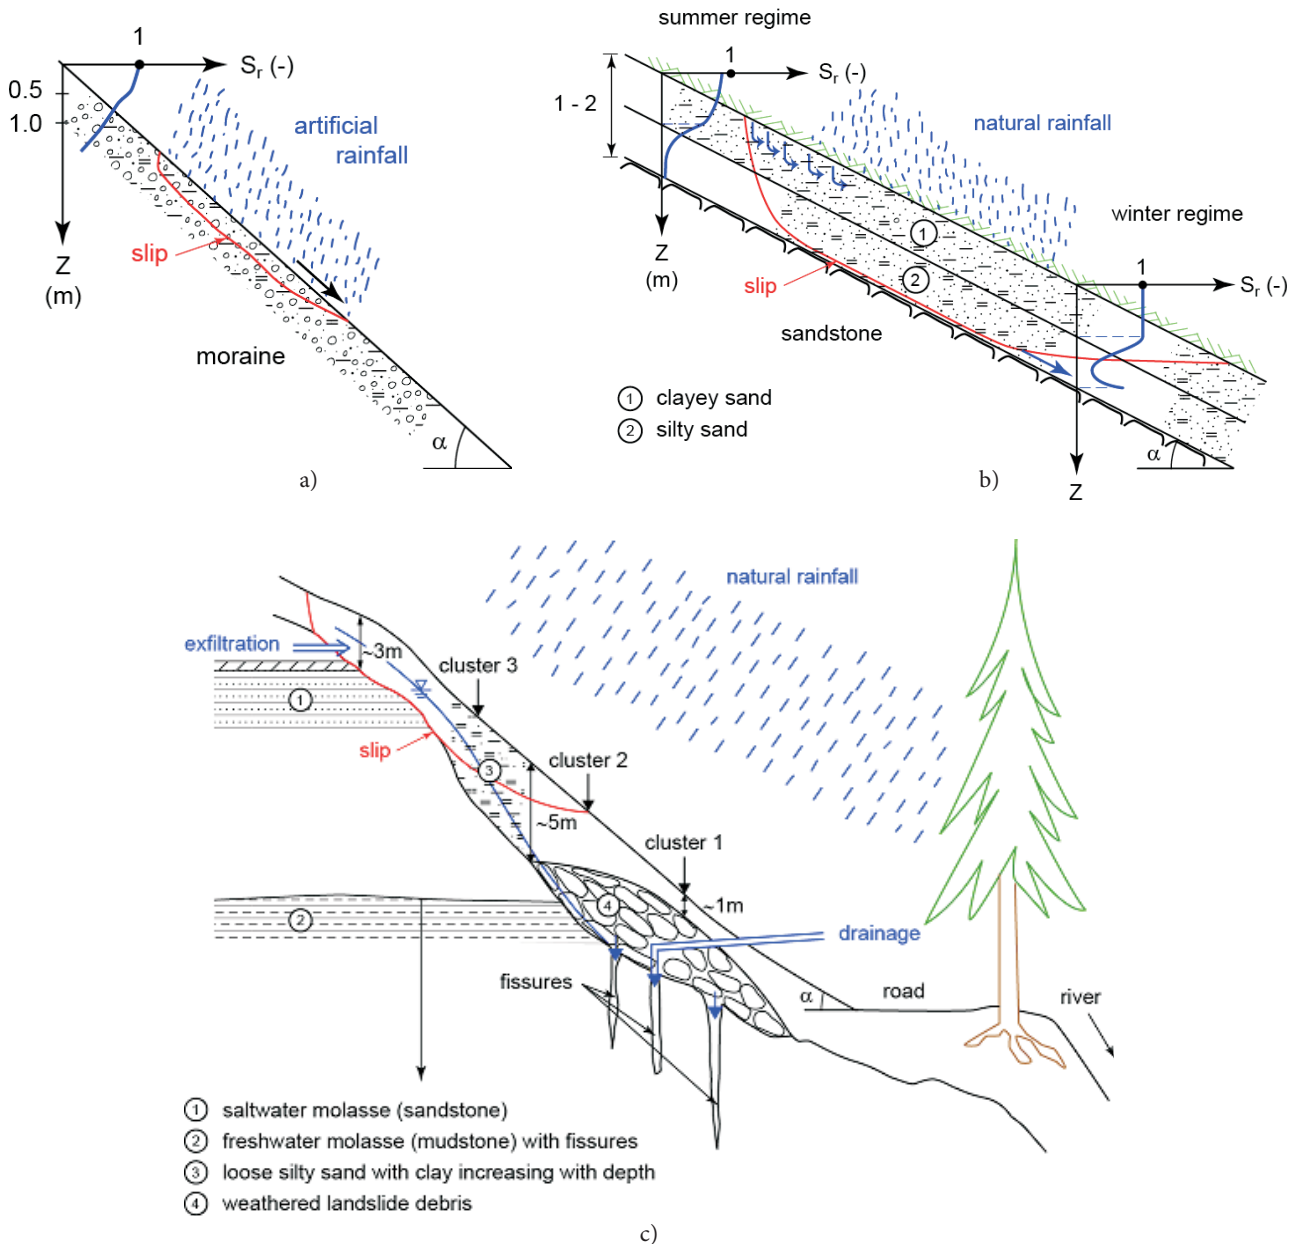 1
Sr (-)
0.5
1.0
artificial
rainfall
slip
Z
(m)
moraine
α
a)
summer regime
1
Sr (-)
1 - 2
natural rainfall
winter regime
1
Sr (-)
1
2
Z
(m)
slip
sandstone
1 clayey sand
2 silty sand
α
Z
b)
natural rainfall
exfiltration
~3m
cluster 3
1
slip
3
cluster 2
~5m
cluster 1
4
~1m
2
drainage
fissures
α
road
river
1 saltwater molasse (sandstone)
2 freshwater molasse (mudstone) with fissures
3 loose silty sand with clay increasing with depth
4 weathered landslide debris
c)